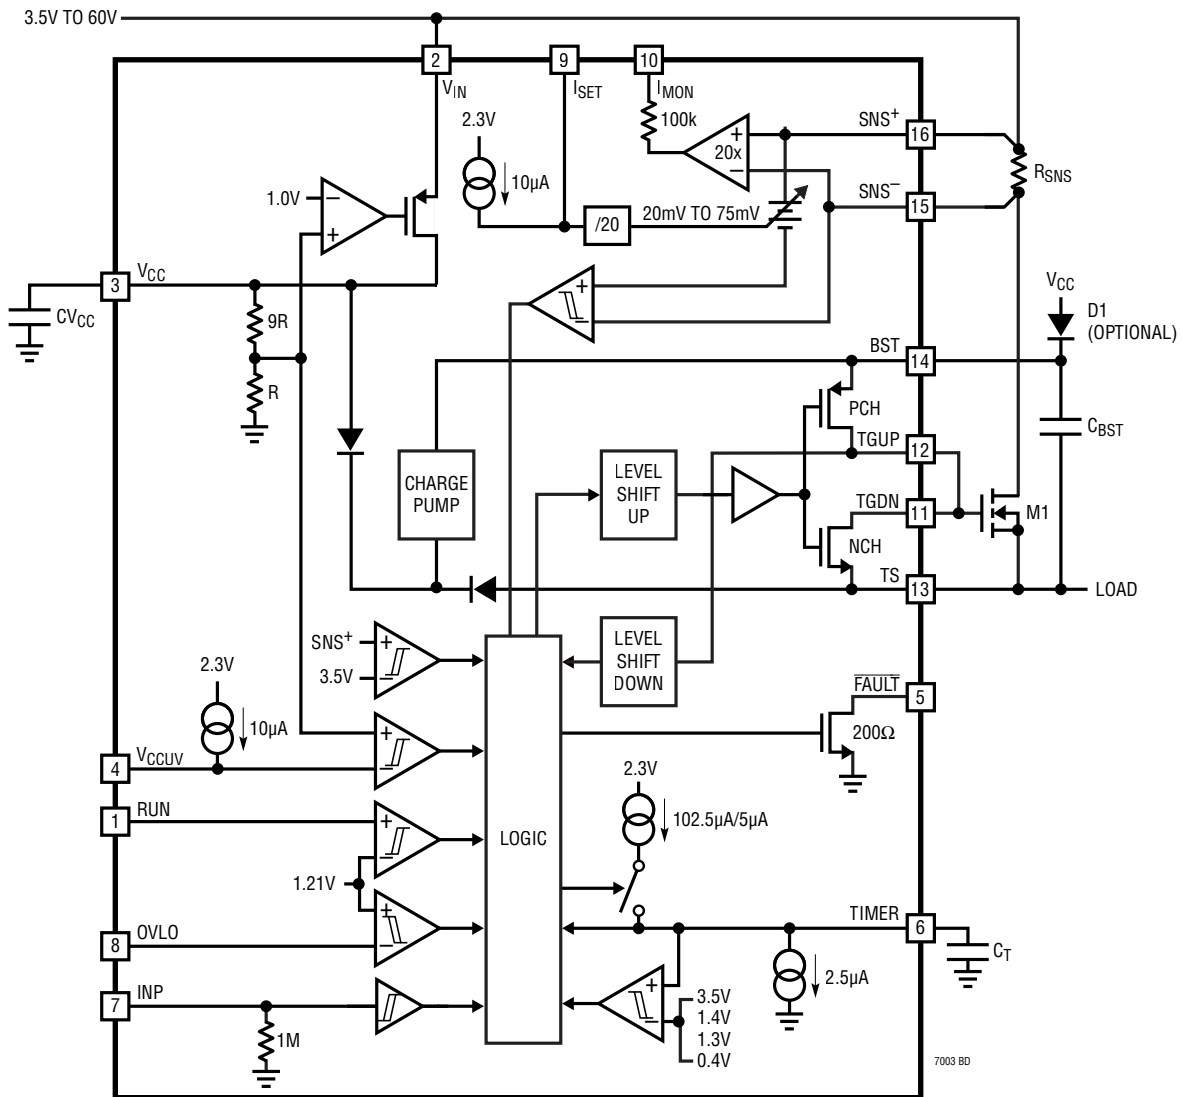 3.5V TO 60V
2
9
10
VIN
ISET
IMON
2.3V
100k
SNS+
16
+
20x
–
10µA
RSNS
1.0V
–
+
SNS–
15
/20
20mV TO 75mV
3
VCC
VCC
CVCC
9R
+
–
D1
(OPTIONAL)
BST
14
R
PCH
CBST
TGUP
12
CHARGE
PUMP
LEVEL
SHIFT
UP
TGDN
11
M1
NCH
TS
13
LOAD
SNS+
+
3.5V
–
LEVEL
SHIFT
DOWN
2.3V
FAULT
5
10µA
+
200Ω
4
VCCUV
–
2.3V
1
RUN
+
LOGIC
102.5µA/5µA
–
1.21V
+
TIMER
6
8
OVLO
–
CT
2.5µA
7
INP
+
3.5V
–
1.4V
1M
1.3V
0.4V
7003 BD